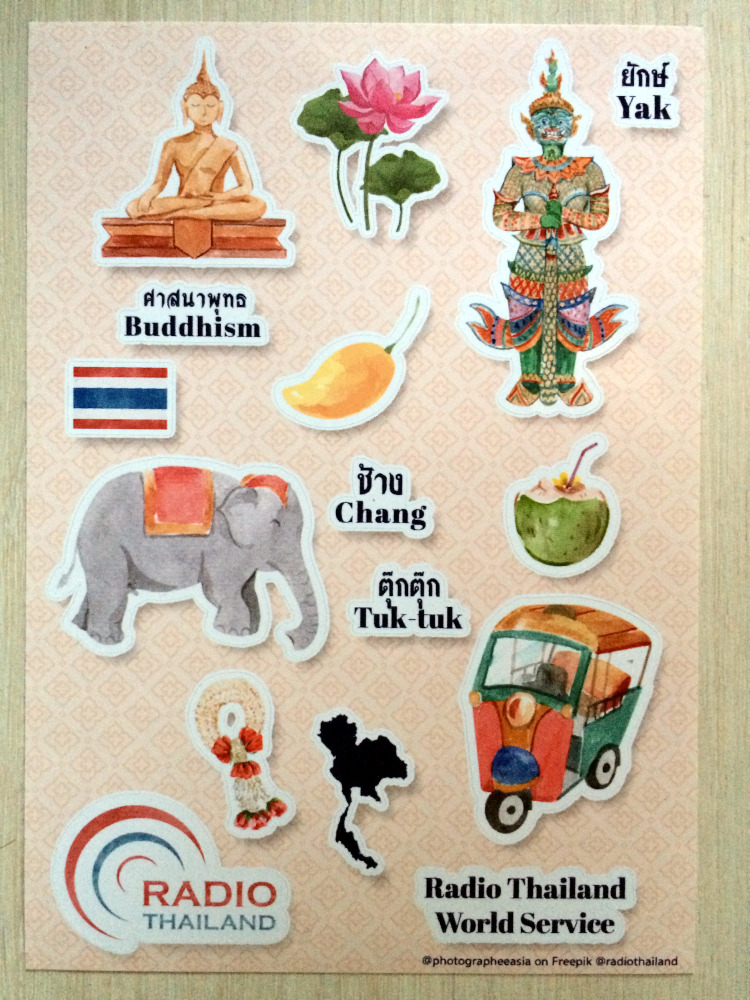 ยักษ์
Yak
ศาสนาพุทธ
Buddhism
ช้าง
Chang
ตุ๊กตุ๊ก
Tuk-tuk
RADIO
THAILAND
Radio Thailand
World Service
@photographeeasia on Freepik @radiothailand